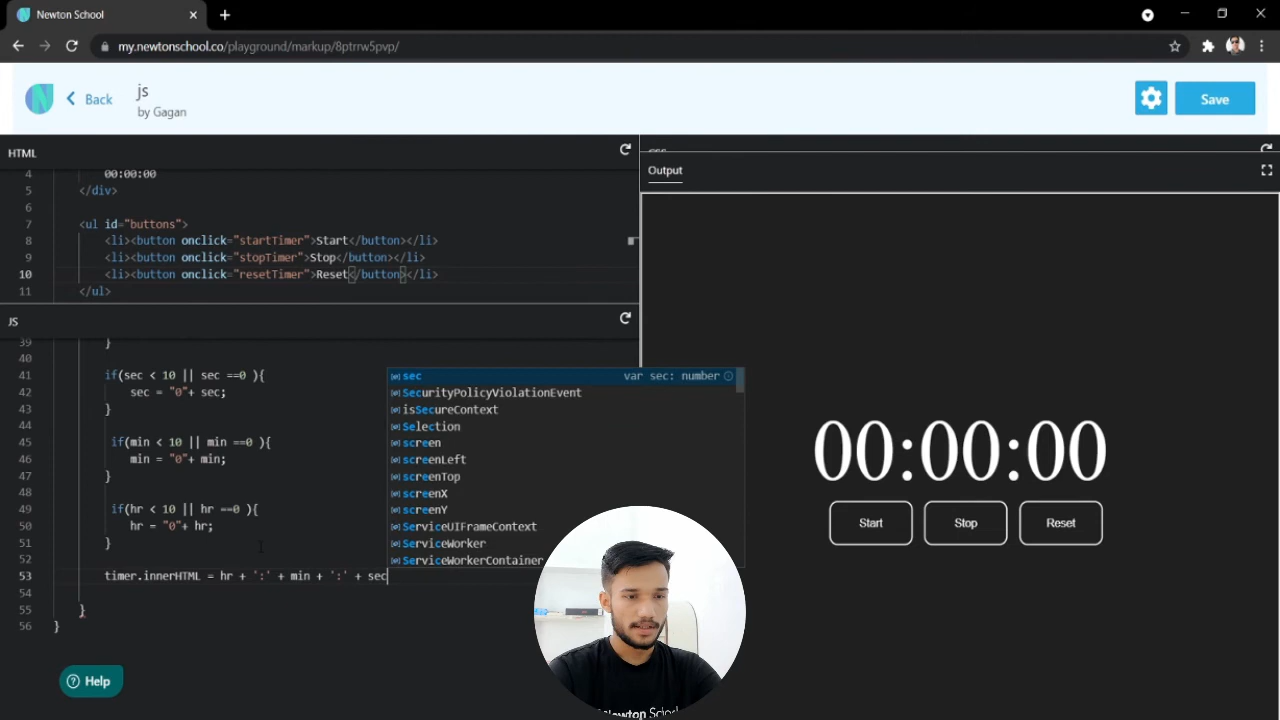 Newton School
my.newtonschool.co/playground/markup/8ptrrw5pvp/
Back
js
by Gagan
Save
HTML
4 00:00:00
5 </div>
6
7 <ul id="buttons">
8 <li><button onclick="startTimer">Start</button></li>
9 <li><button onclick="stopTimer">Stop</button></li>
10 <li><button onclick="resetTimer">Reset</button></li>
11 </ul>
JS
39 }
40
41 if(sec < 10 || sec ==0 ){
42 sec = "0"+ sec;
43 }
44
45 if(min < 10 || min ==0 ){
46 min = "0"+ min;
47 }
48
49 if(hr < 10 || hr ==0 ){
50 hr = "0"+ hr;
51 }
52
53 timer.innerHTML = hr + ':' + min + ':' + sec
54
55 }
56 }
sec var sec: number
SecurityPolicyViolationEvent
isSecureContext
Selection
screen
screenLeft
screenTop
screenX
screenY
ServiceUIFrameContext
ServiceWorker
ServiceWorkerContainer
Help
Output
00:00:00
Start Stop Reset
Newton School